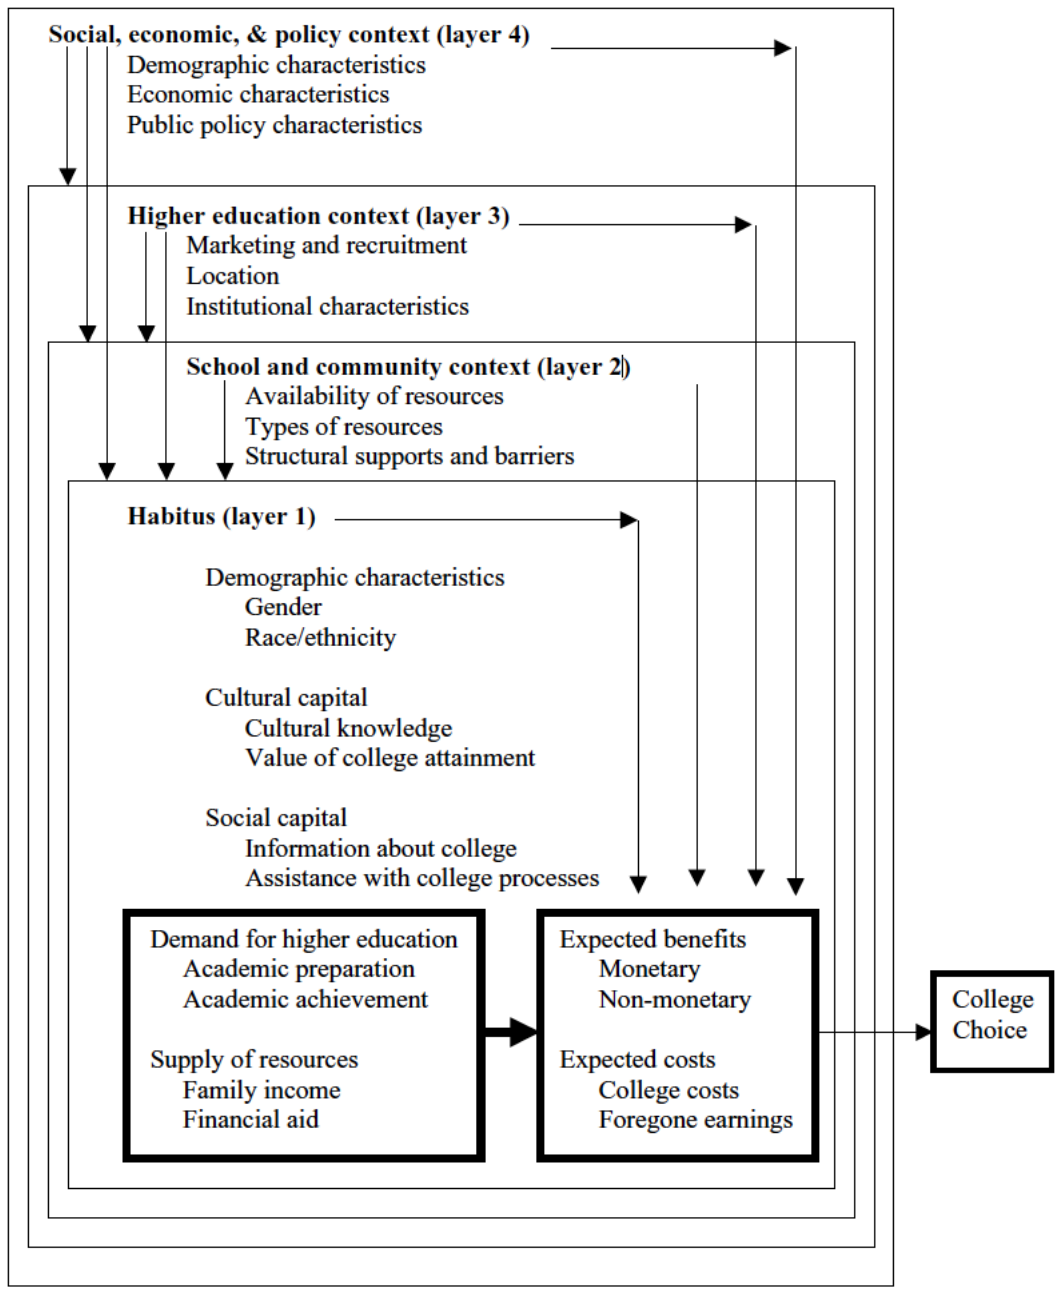 Social, economic, & policy context (layer 4)
Demographic characteristics
Economic characteristics
Public policy characteristics
Higher education context (layer 3)
Marketing and recruitment
Location
Institutional characteristics
School and community context (layer 2)
Availability of resources
Types of resources
Structural supports and barriers
Habitus (layer 1)
Demographic characteristics
Gender
Race/ethnicity
Cultural capital
Cultural knowledge
Value of college attainment
Social capital
Information about college
Assistance with college processes
Demand for higher education
Academic preparation
Academic achievement
Supply of resources
Family income
Financial aid
Expected benefits
Monetary
Non-monetary
Expected costs
College costs
Foregone earnings
College
Choice